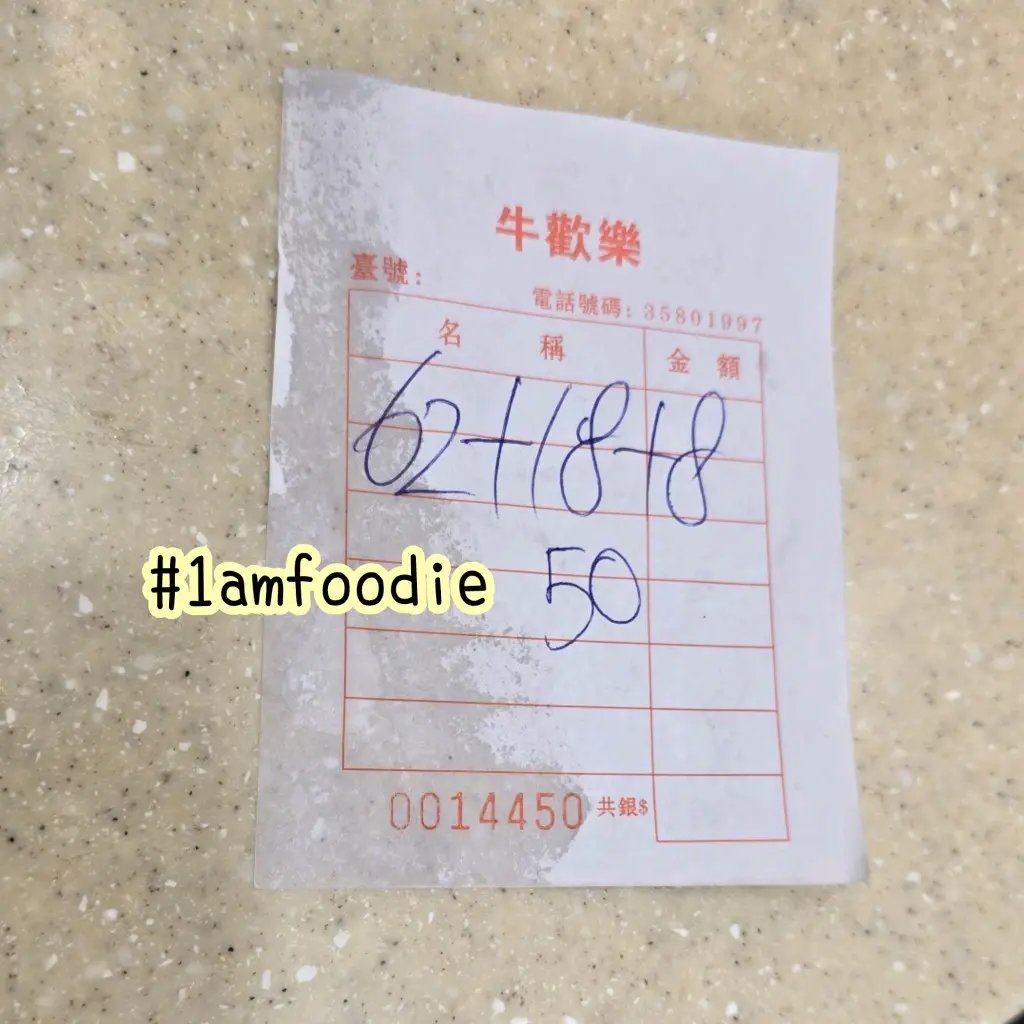 牛歡樂
臺號:
電話號碼: 35801997
名 稱 金 額
62+18+8
50
#1amfoodie
0014450 共銀$